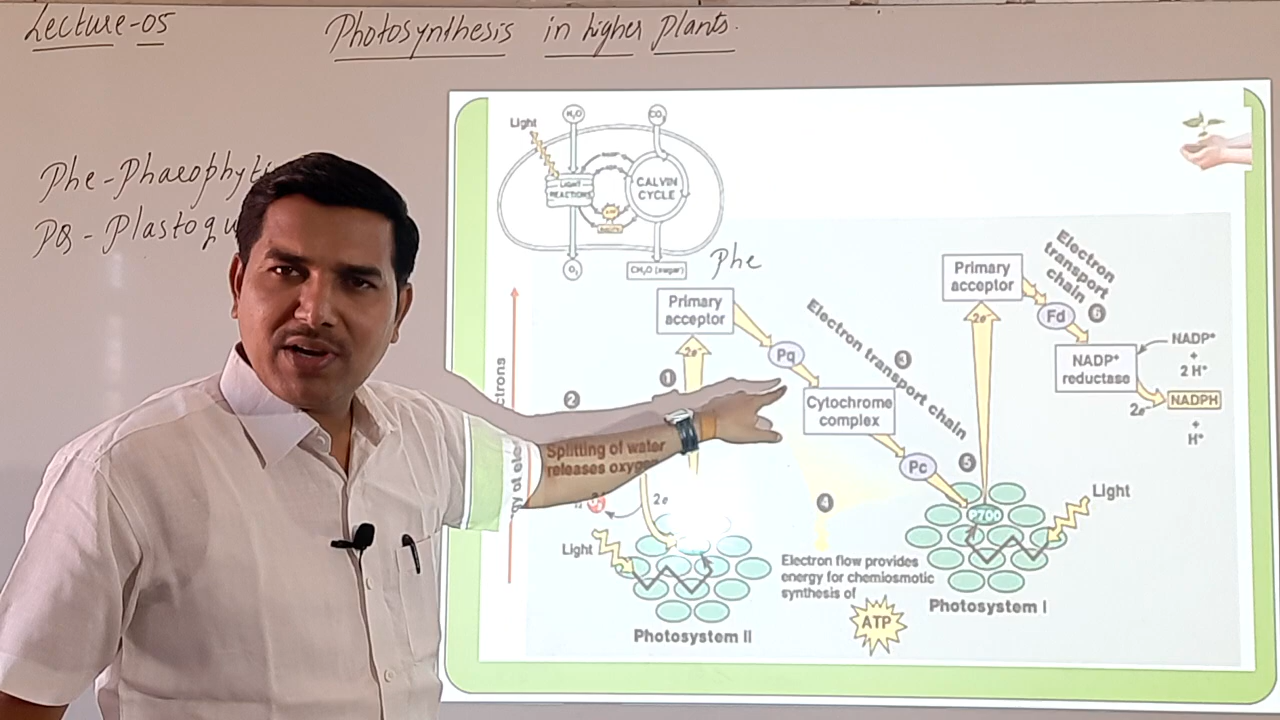 Lecture-05
Photosynthesis in higher plants.
Phe - Phaeophyti
PQ - Plastoqu
Light
H₂O
CO₂
LIGHT
REACTIONS
CALVIN
CYCLE
O₂
CH₂O (sugar)
Phe
Primary
acceptor
2e⁻
Pq
Electron transport chain
Cytochrome
complex
Pc
1
2
3
4
5
6
Splitting of water
releases oxygen
2e
Light
Photosystem II
Electron flow provides
energy for chemiosmotic
synthesis of
ATP
Primary
acceptor
2e⁻
Electron
transport
chain
Fd
NADP⁺
reductase
NADP⁺
+
2 H⁺
2e⁻
NADPH
+
H⁺
P700
Light
Photosystem I